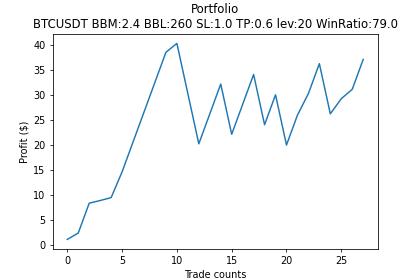 Portfolio
BTCUSDT BBM:2.4 BBL:260 SL:1.0 TP:0.6 lev:20 WinRatio:79.0
40
35
30
25
20
15
10
5
0
Profit ($)
0 5 10 15 20 25
Trade counts